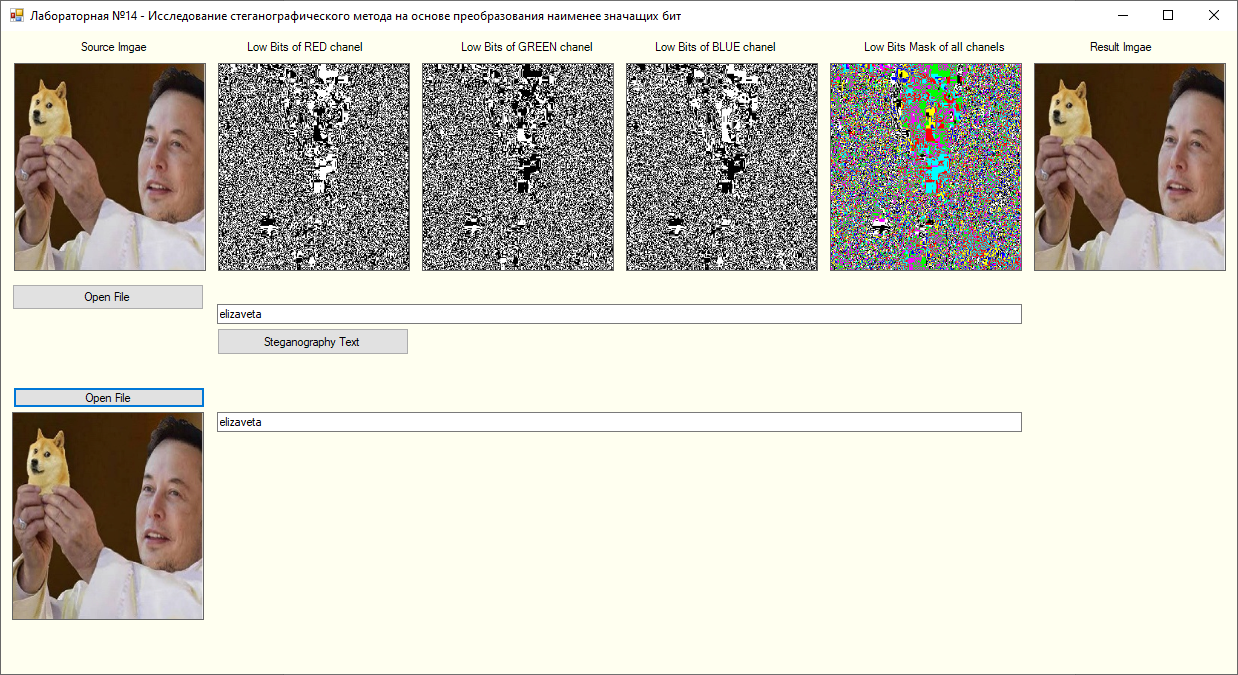 Лабораторная №14 - Исследование стеганографического метода на основе преобразования наименее значащих бит
Source Imgae
Low Bits of RED chanel
Low Bits of GREEN chanel
Low Bits of BLUE chanel
Low Bits Mask of all chanels
Result Imgae
Open File
elizaveta
Steganography Text
Open File
elizaveta